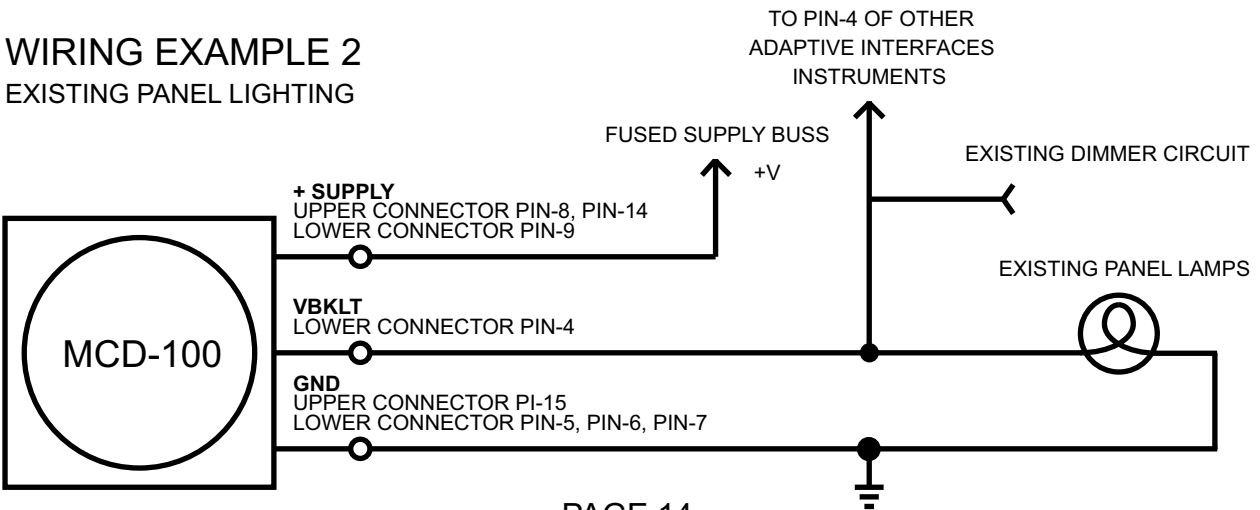 WIRING EXAMPLE 2
EXISTING PANEL LIGHTING
TO PIN-4 OF OTHER
ADAPTIVE INTERFACES
INSTRUMENTS
FUSED SUPPLY BUSS
+V
EXISTING DIMMER CIRCUIT
+ SUPPLY
UPPER CONNECTOR PIN-8, PIN-14
LOWER CONNECTOR PIN-9
EXISTING PANEL LAMPS
VBKLT
LOWER CONNECTOR PIN-4
MCD-100
GND
UPPER CONNECTOR PI-15
LOWER CONNECTOR PIN-5, PIN-6, PIN-7
PAGE 14